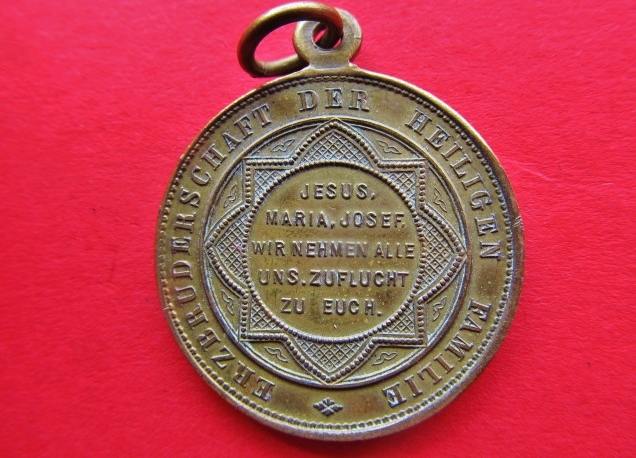 ERZBRUDERSCHAFT DER HEILIGEN FAMILIE
JESUS,
MARIA, JOSEF,
WIR NEHMEN ALLE
UNS. ZUFLUCHT
ZU EUCH.